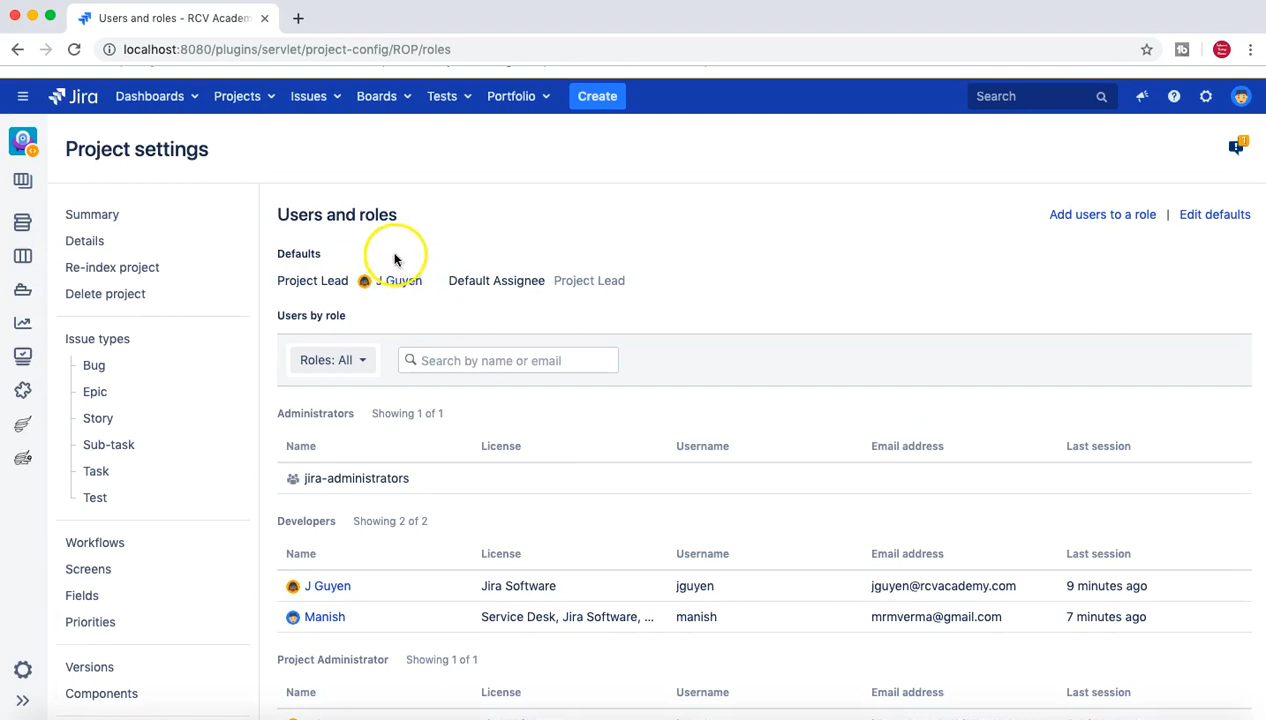 Users and roles - RCV Academ
localhost:8080/plugins/servlet/project-config/ROP/roles
Jira Dashboards Projects Issues Boards Tests Portfolio Create Search
Project settings
Summary
Details
Re-index project
Delete project
Issue types
Bug
Epic
Story
Sub-task
Task
Test
Workflows
Screens
Fields
Priorities
Versions
Components
Users and roles Add users to a role | Edit defaults
Defaults
Project Lead J Guyen Default Assignee Project Lead
Users by role
Roles: All Search by name or email
Administrators Showing 1 of 1
Name License Username Email address Last session
jira-administrators
Developers Showing 2 of 2
Name License Username Email address Last session
J Guyen Jira Software jguyen jguyen@rcvacademy.com 9 minutes ago
Manish Service Desk, Jira Software, ... manish mrmverma@gmail.com 7 minutes ago
Project Administrator Showing 1 of 1
Name License Username Email address Last session